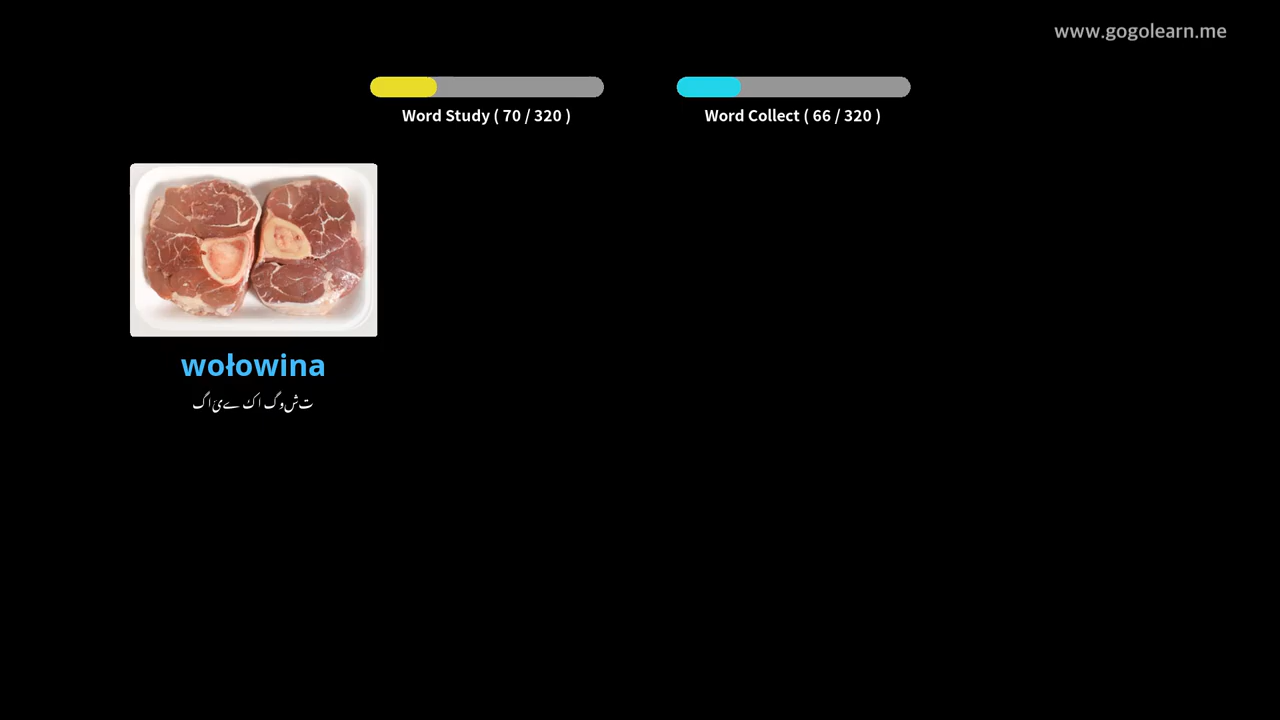 www.gogolearn.me
Word Study ( 70 / 320 )
Word Collect ( 66 / 320 )
wołowina
گائے کا گوشت